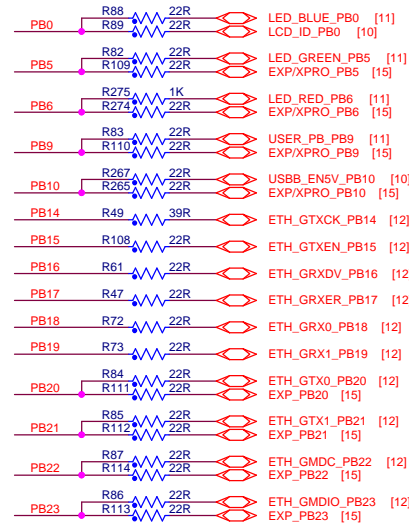 R88 22R LED_BLUE_PB0 [11]
PB0 R89 22R LCD_ID_PB0 [10]
R82 22R LED_GREEN_PB5 [11]
PB5 R109 22R EXP/XPRO_PB5 [15]
R275 1K LED_RED_PB6 [11]
PB6 R274 22R EXP/XPRO_PB6 [15]
R83 22R USER_PB_PB9 [11]
PB9 R110 22R EXP/XPRO_PB9 [15]
R267 22R USBB_EN5V_PB10 [10
PB10 R265 22R EXP/XPRO_PB10 [15]
PB14 R49 39R ETH_GTXCK_PB14 [12]
PB15 R108 22R ETH_GTXEN_PB15 [12]
PB16 R61 22R ETH_GRXDV_PB16 [12
PB17 R47 22R ETH_GRXER_PB17 [12
PB18 R72 22R ETH_GRX0_PB18 [12]
PB19 R73 22R ETH_GRX1_PB19 [12]
R84 22R ETH_GTX0_PB20 [12]
PB20 R111 22R EXP_PB20 [15]
R85 22R ETH_GTX1_PB21 [12]
PB21 R112 22R EXP_PB21 [15]
R87 22R ETH_GMDC_PB22 [12]
PB22 R114 22R EXP_PB22 [15]
R86 22R ETH_GMDIO_PB23 [12]
PB23 R113 22R EXP_PB23 [15]